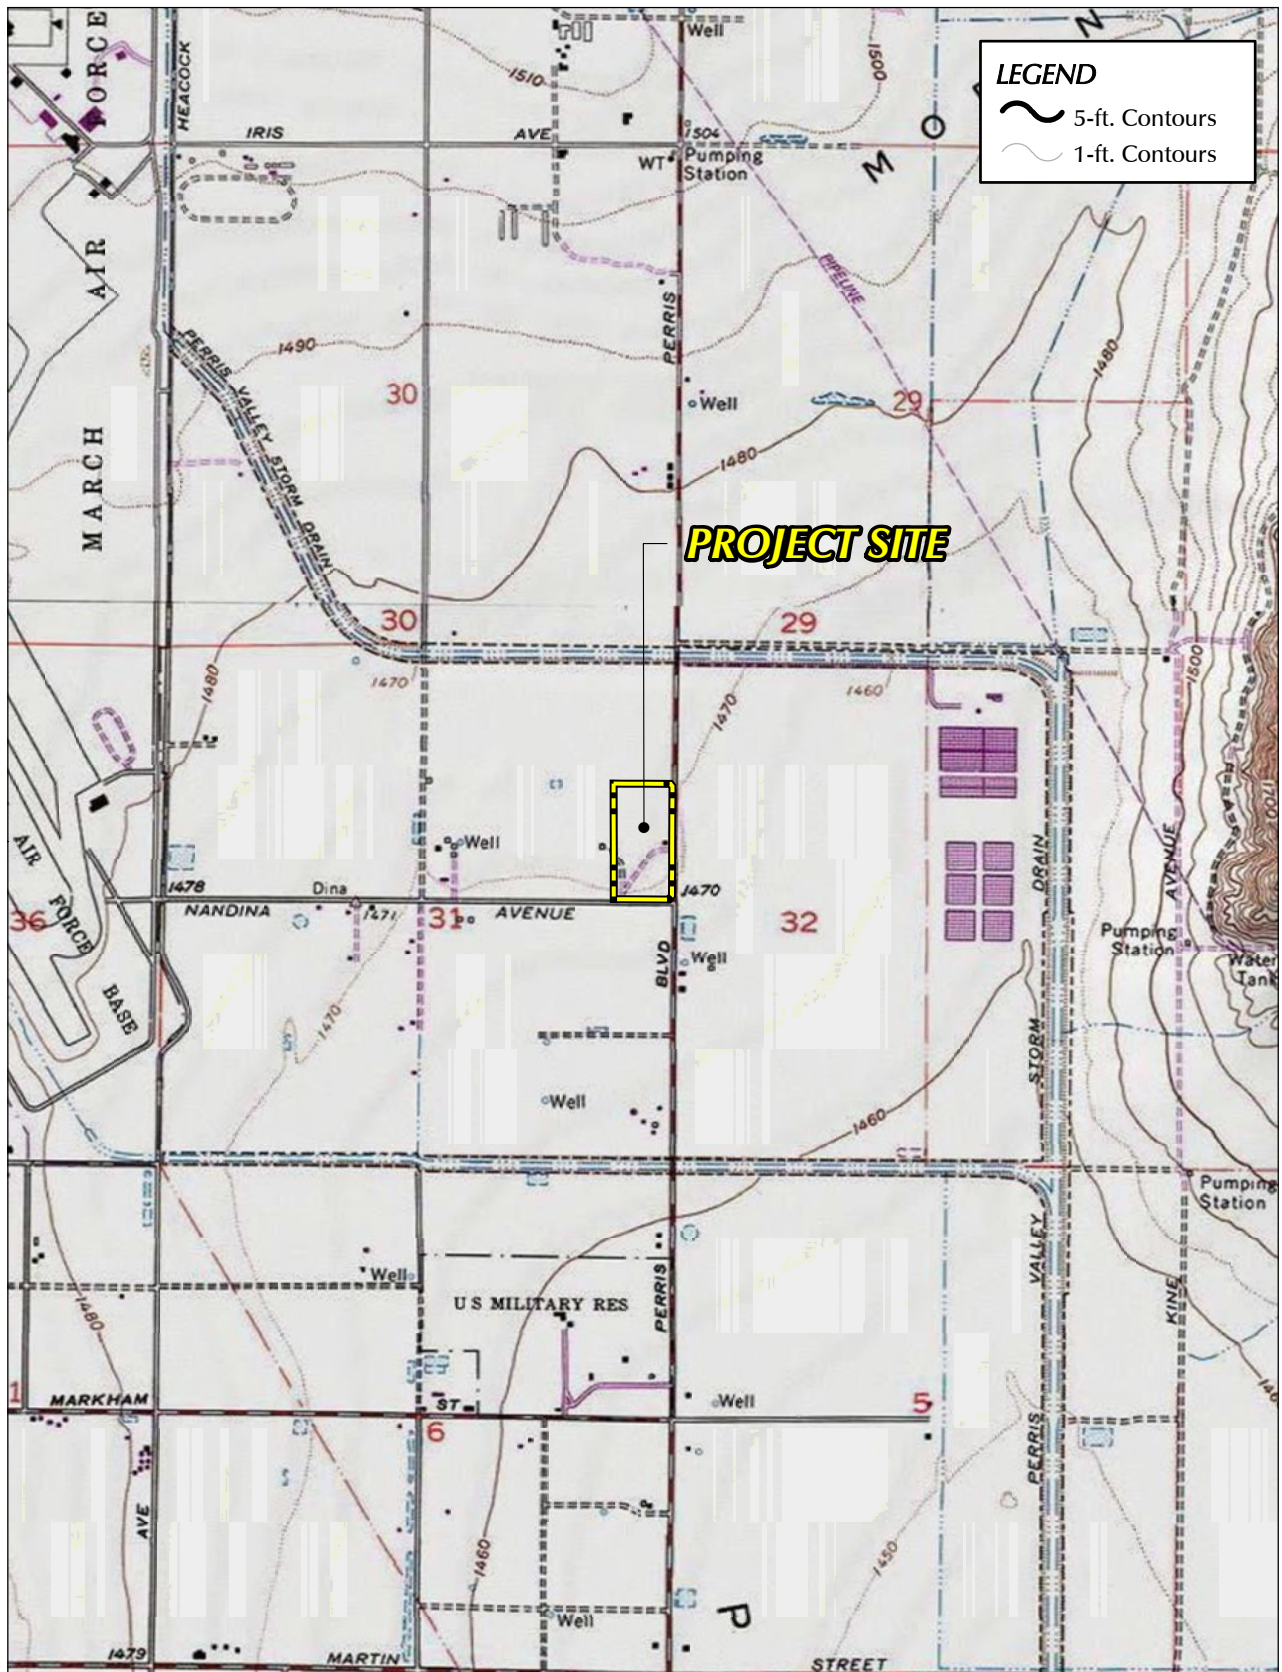 FORCE
HEACOCK
Well
1510
1500
N
LEGEND
5-ft. Contours
1-ft. Contours
IRIS
AVE
1504
WT
Pumping
Station
O
M
AIR
PIPELINE
PERRIS
PERRIS VALLEY STORM DRAIN
1490
1480
30
29
Well
MARCH
1480
PROJECT SITE
30
29
1480
1470
1460
1470
1500
1700
AIR FORCE BASE
Well
DRAIN
AVENUE
1478
Dina
1470
NANDINA
1471
31
AVENUE
32
36
Pumping
Station
Water
Tank
BLVD
Well
1470
STORM
Well
1460
Pumping
Station
VALLEY
Well
US MILITARY RES
PERRIS
KINE
1480
1
MARKHAM
ST
Well
5
6
PERRIS
AVE
1460
1450
Well
P
1479
MARTIN
STREET